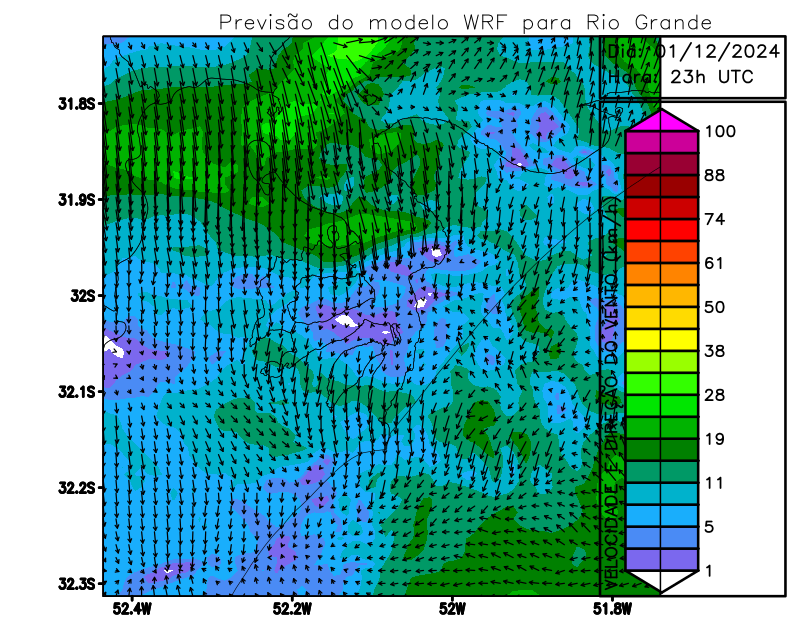 Previsão do modelo WRF para Rio Grande
Dia: 01/12/2024
Hora: 23h UTC
31.8S
31.9S
32S
32.1S
32.2S
32.3S
52.4W
52.2W
52W
51.8W
VELOCIDADE E DIREÇÃO DO VENTO (km/h)
100
88
74
61
50
38
28
19
11
5
1